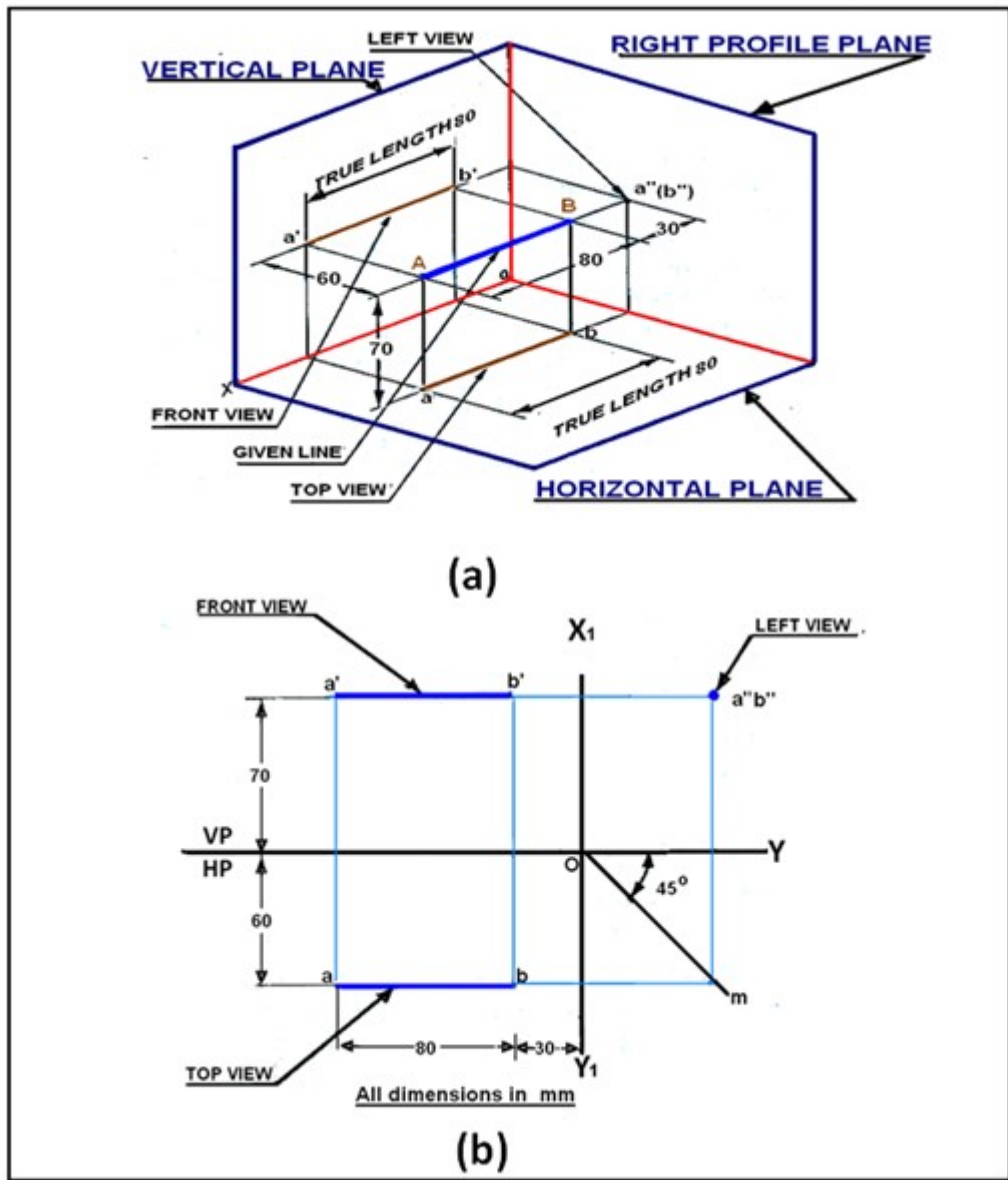 LEFT VIEW
RIGHT PROFILE PLANE
VERTICAL PLANE
TRUE LENGTH 80
b'
a"(b")
a'
B
30
A
80
60
o
70
b
X
a
TRUE LENGTH 80
FRONT VIEW
GIVEN LINE
TOP VIEW
HORIZONTAL PLANE
(a)
FRONT VIEW
X1
LEFT VIEW
a'
b'
a"b"
70
VP
Y
HP
O
45o
60
a
b
m
80
30
Y1
TOP VIEW
All dimensions in mm
(b)